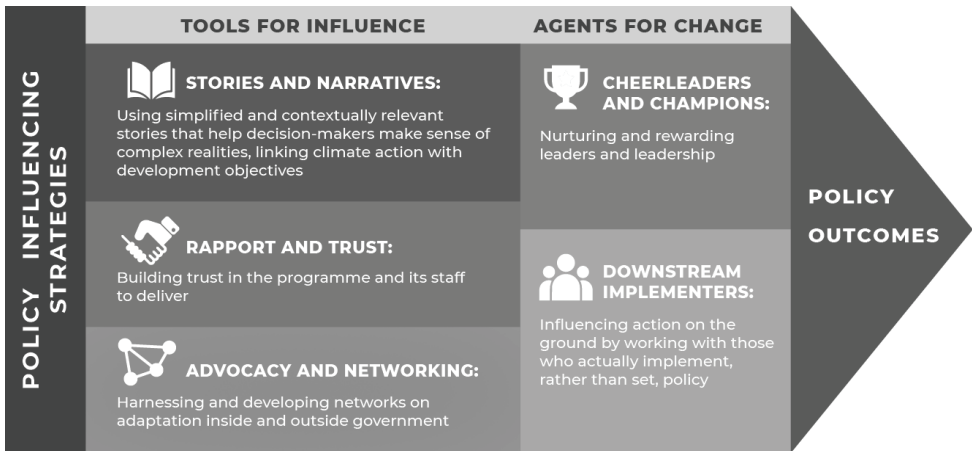 POLICY INFLUENCING
STRATEGIES
TOOLS FOR INFLUENCE
STORIES AND NARRATIVES:
Using simplified and contextually relevant
stories that help decision-makers make sense of
complex realities, linking climate action with
development objectives
RAPPORT AND TRUST:
Building trust in the programme and its staff
to deliver
ADVOCACY AND NETWORKING:
Harnessing and developing networks on
adaptation inside and outside government
AGENTS FOR CHANGE
CHEERLEADERS
AND CHAMPIONS:
Nurturing and rewarding
leaders and leadership
DOWNSTREAM
IMPLEMENTERS:
Influencing action on the
ground by working with those
who actually implement,
rather than set, policy
POLICY
OUTCOMES